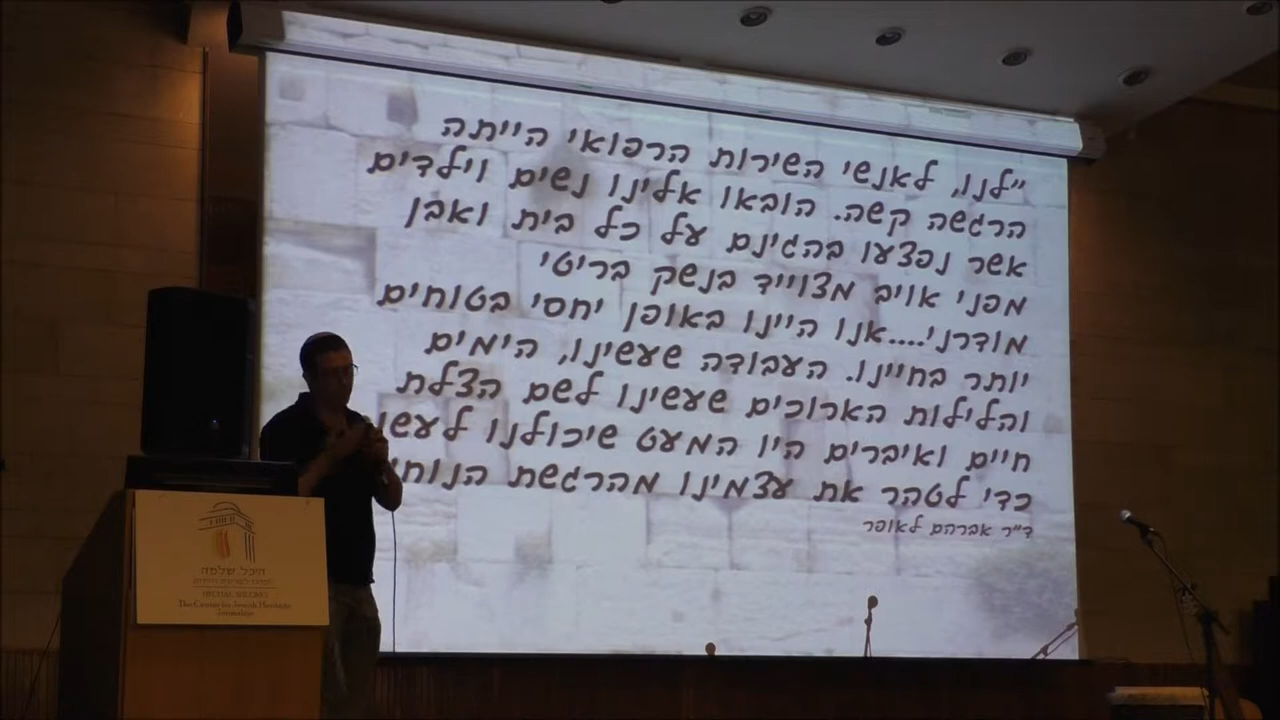 "לנו, לאנשי השירות הרפואי הייתה
הרגשה קשה. הובאו אלינו נשים וילדים
אשר נפצעו בהגינם על כל בית ואבן
מפני אויב מצוייד בנשק בריטי
מודרני....אנו היינו באופן יחסי בטוחים
יותר בחיינו. העבודה שעשינו, הימים
והלילות הארוכים שעשינו לשם הצלת
חיים ואיברים היו המעט שיכולנו לעשו
כדי לטהר את עצמינו מהרגשת הנוחי
ד"ר אברהם לאופר
היכל שלמה
HECHAL SHLOMO
The Center for Jewish Heritage
Jerusalem